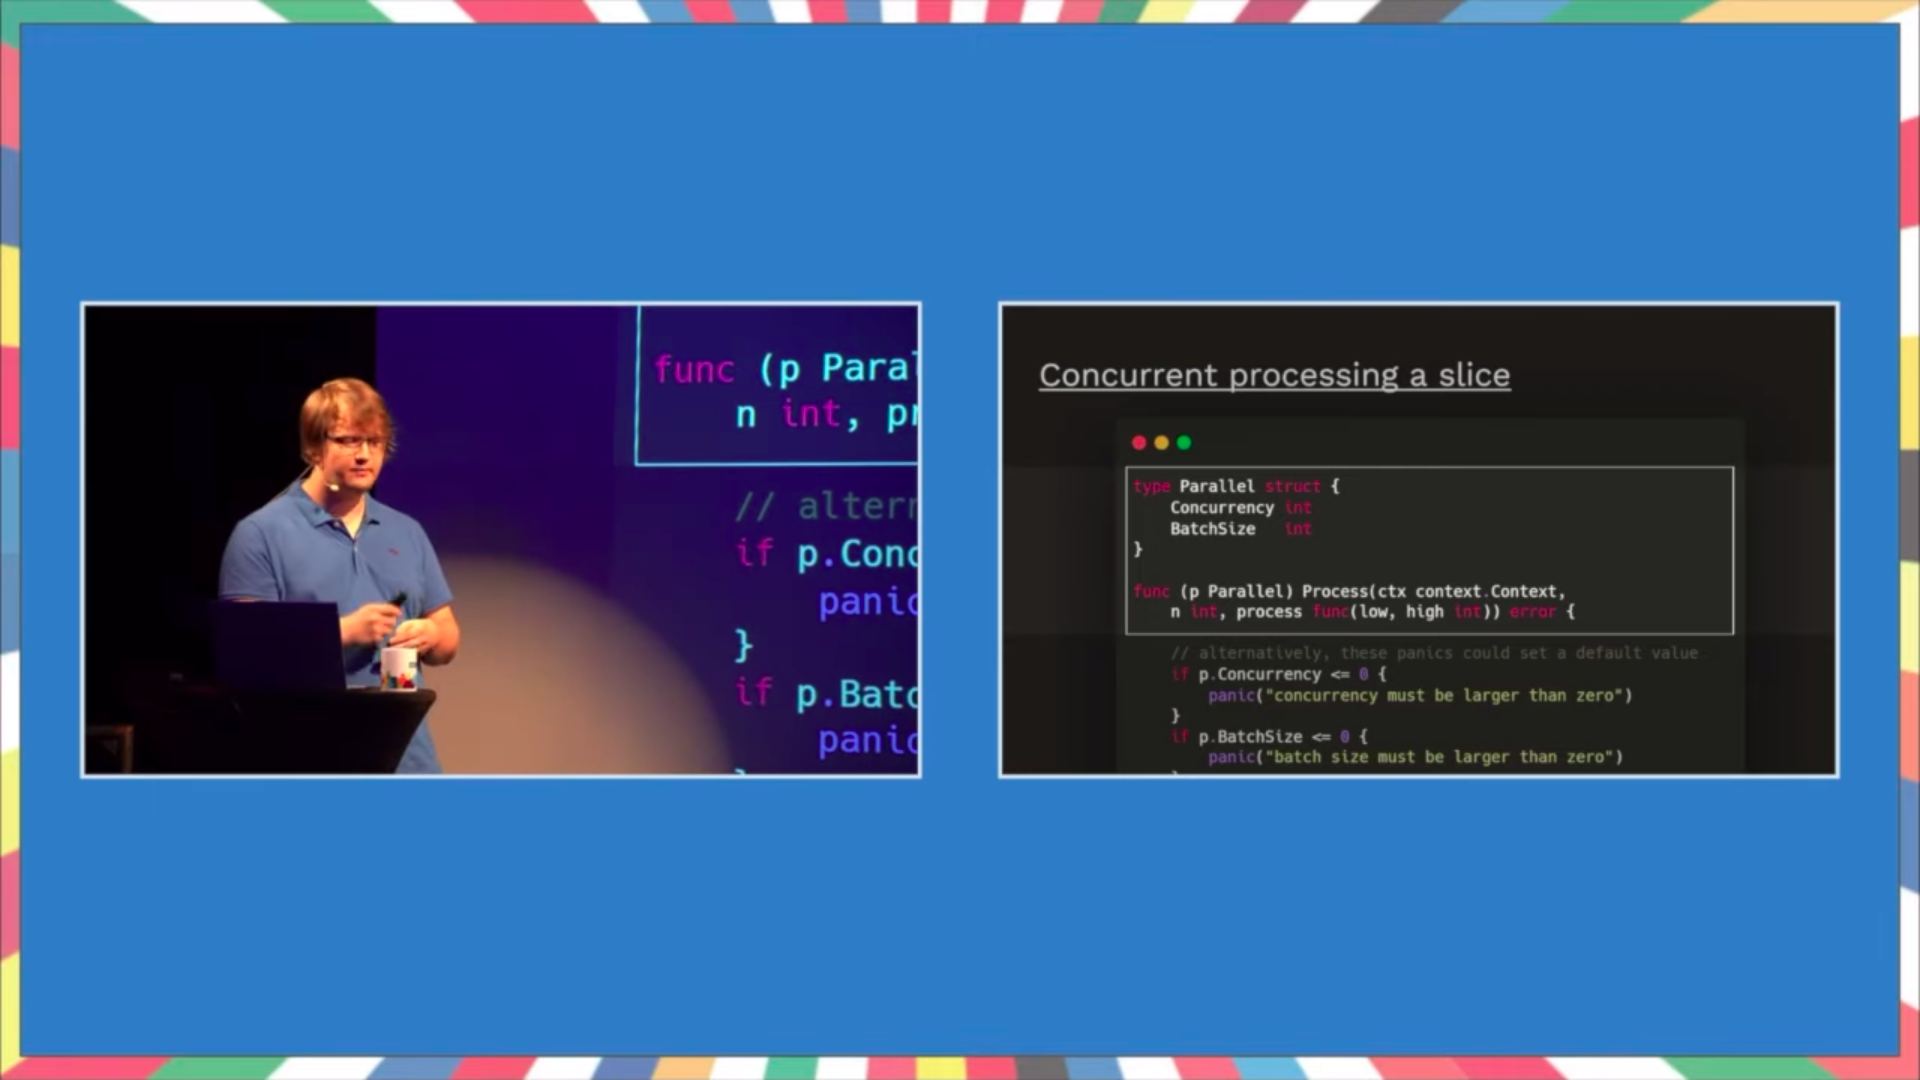 func (p Paral
n int, pr
// altern
if p.Conc
panic
}
if p.Batc
panic
Concurrent processing a slice
type Parallel struct {
Concurrency int
BatchSize int
}
func (p Parallel) Process(ctx context.Context,
n int, process func(low, high int)) error {
// alternatively, these panics could set a default value
if p.Concurrency <= 0 {
panic("concurrency must be larger than zero")
}
if p.BatchSize <= 0 {
panic("batch size must be larger than zero")